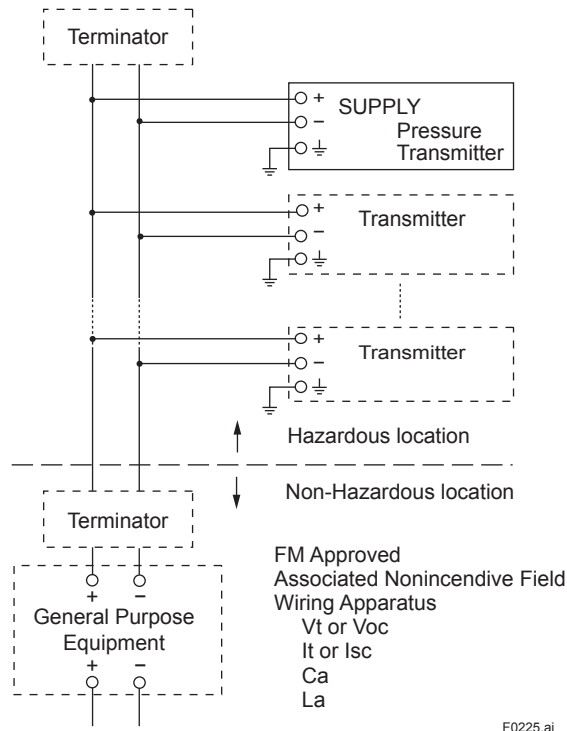 Terminator
+
SUPPLY
−
Pressure
Transmitter
+
Transmitter
−
+
Transmitter
−
Hazardous location
Non-Hazardous location
Terminator
FM Approved
Associated Nonincendive Field
Wiring Apparatus
Vt or Voc
It or Isc
Ca
La
+ −
General Purpose
Equipment
+ −
F0225.ai